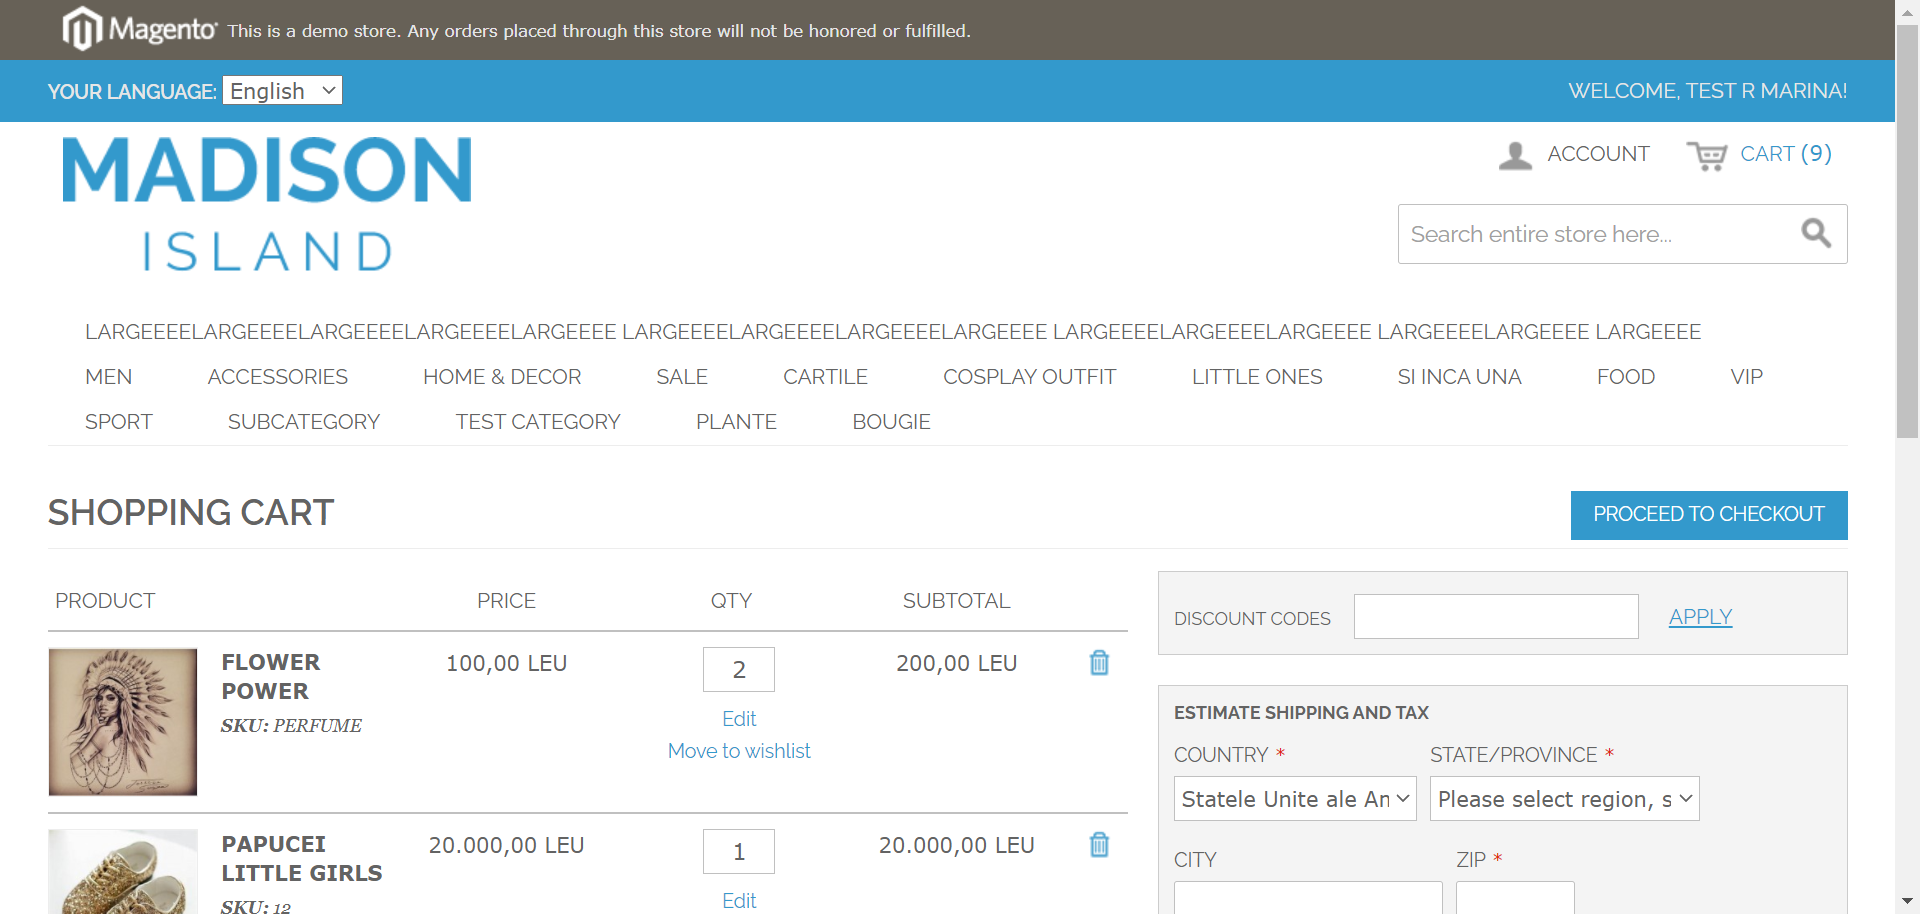 Magento This is a demo store. Any orders placed through this store will not be honored or fulfilled.
YOUR LANGUAGE: English WELCOME, TEST R MARINA!
MADISON
ISLAND
ACCOUNT CART (9)
Search entire store here...
LARGEEEELARGEEEELARGEEEELARGEEEELARGEEEE LARGEEEELARGEEEELARGEEEELARGEEEE LARGEEEELARGEEEELARGEEEE LARGEEEELARGEEEE LARGEEEE
MEN ACCESSORIES HOME & DECOR SALE CARTILE COSPLAY OUTFIT LITTLE ONES SI INCA UNA FOOD VIP
SPORT SUBCATEGORY TEST CATEGORY PLANTE BOUGIE
SHOPPING CART PROCEED TO CHECKOUT
PRODUCT PRICE QTY SUBTOTAL
FLOWER POWER 100,00 LEU 2 200,00 LEU
SKU: PERFUME
Edit
Move to wishlist
PAPUCEI LITTLE GIRLS 20.000,00 LEU 1 20.000,00 LEU
SKU: 12
Edit
DISCOUNT CODES APPLY
ESTIMATE SHIPPING AND TAX
COUNTRY * STATE/PROVINCE *
Statele Unite ale An Please select region, s
CITY ZIP *